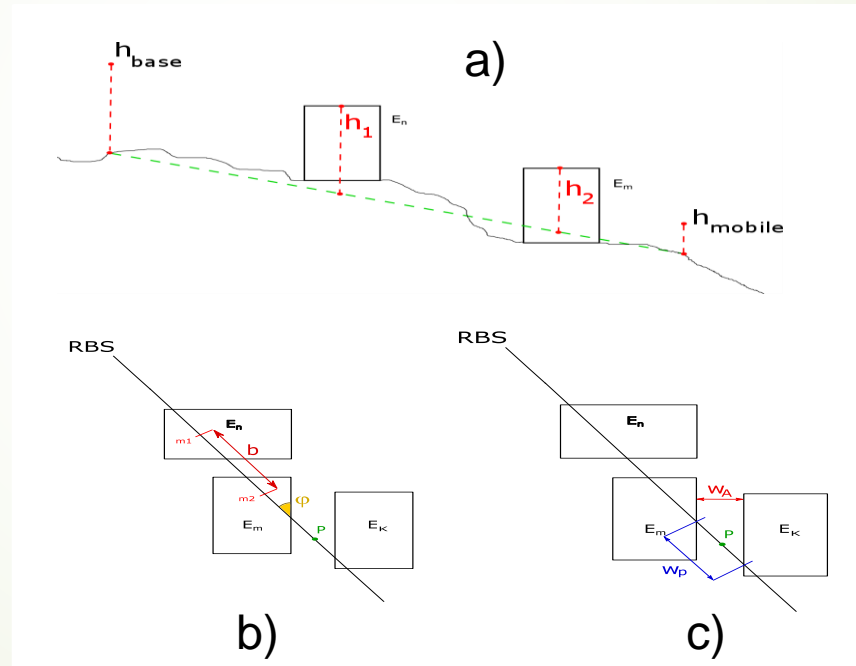 a)
h_base
h_1
E_n
h_2
E_m
h_mobile
RBS
E_n
m1
b
m2
φ
E_m
P
E_K
b)
RBS
E_n
w_A
E_m
P
E_K
w_p
c)